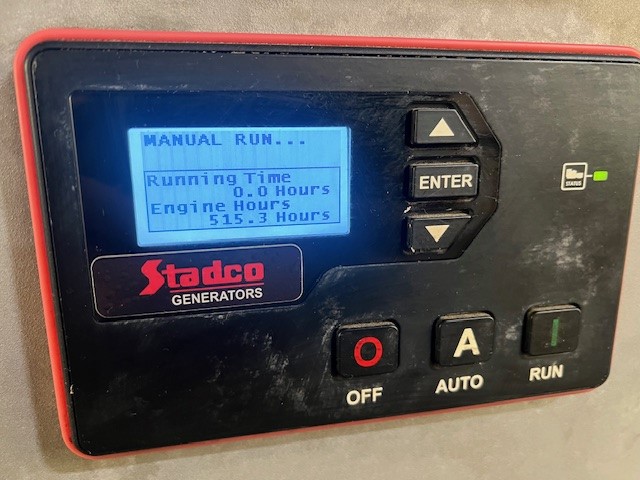 MANUAL RUN...
Running Time
0.0 Hours
Engine Hours
515.3 Hours
ENTER
STATUS
Stadco
GENERATORS
O
OFF
A
AUTO
I
RUN